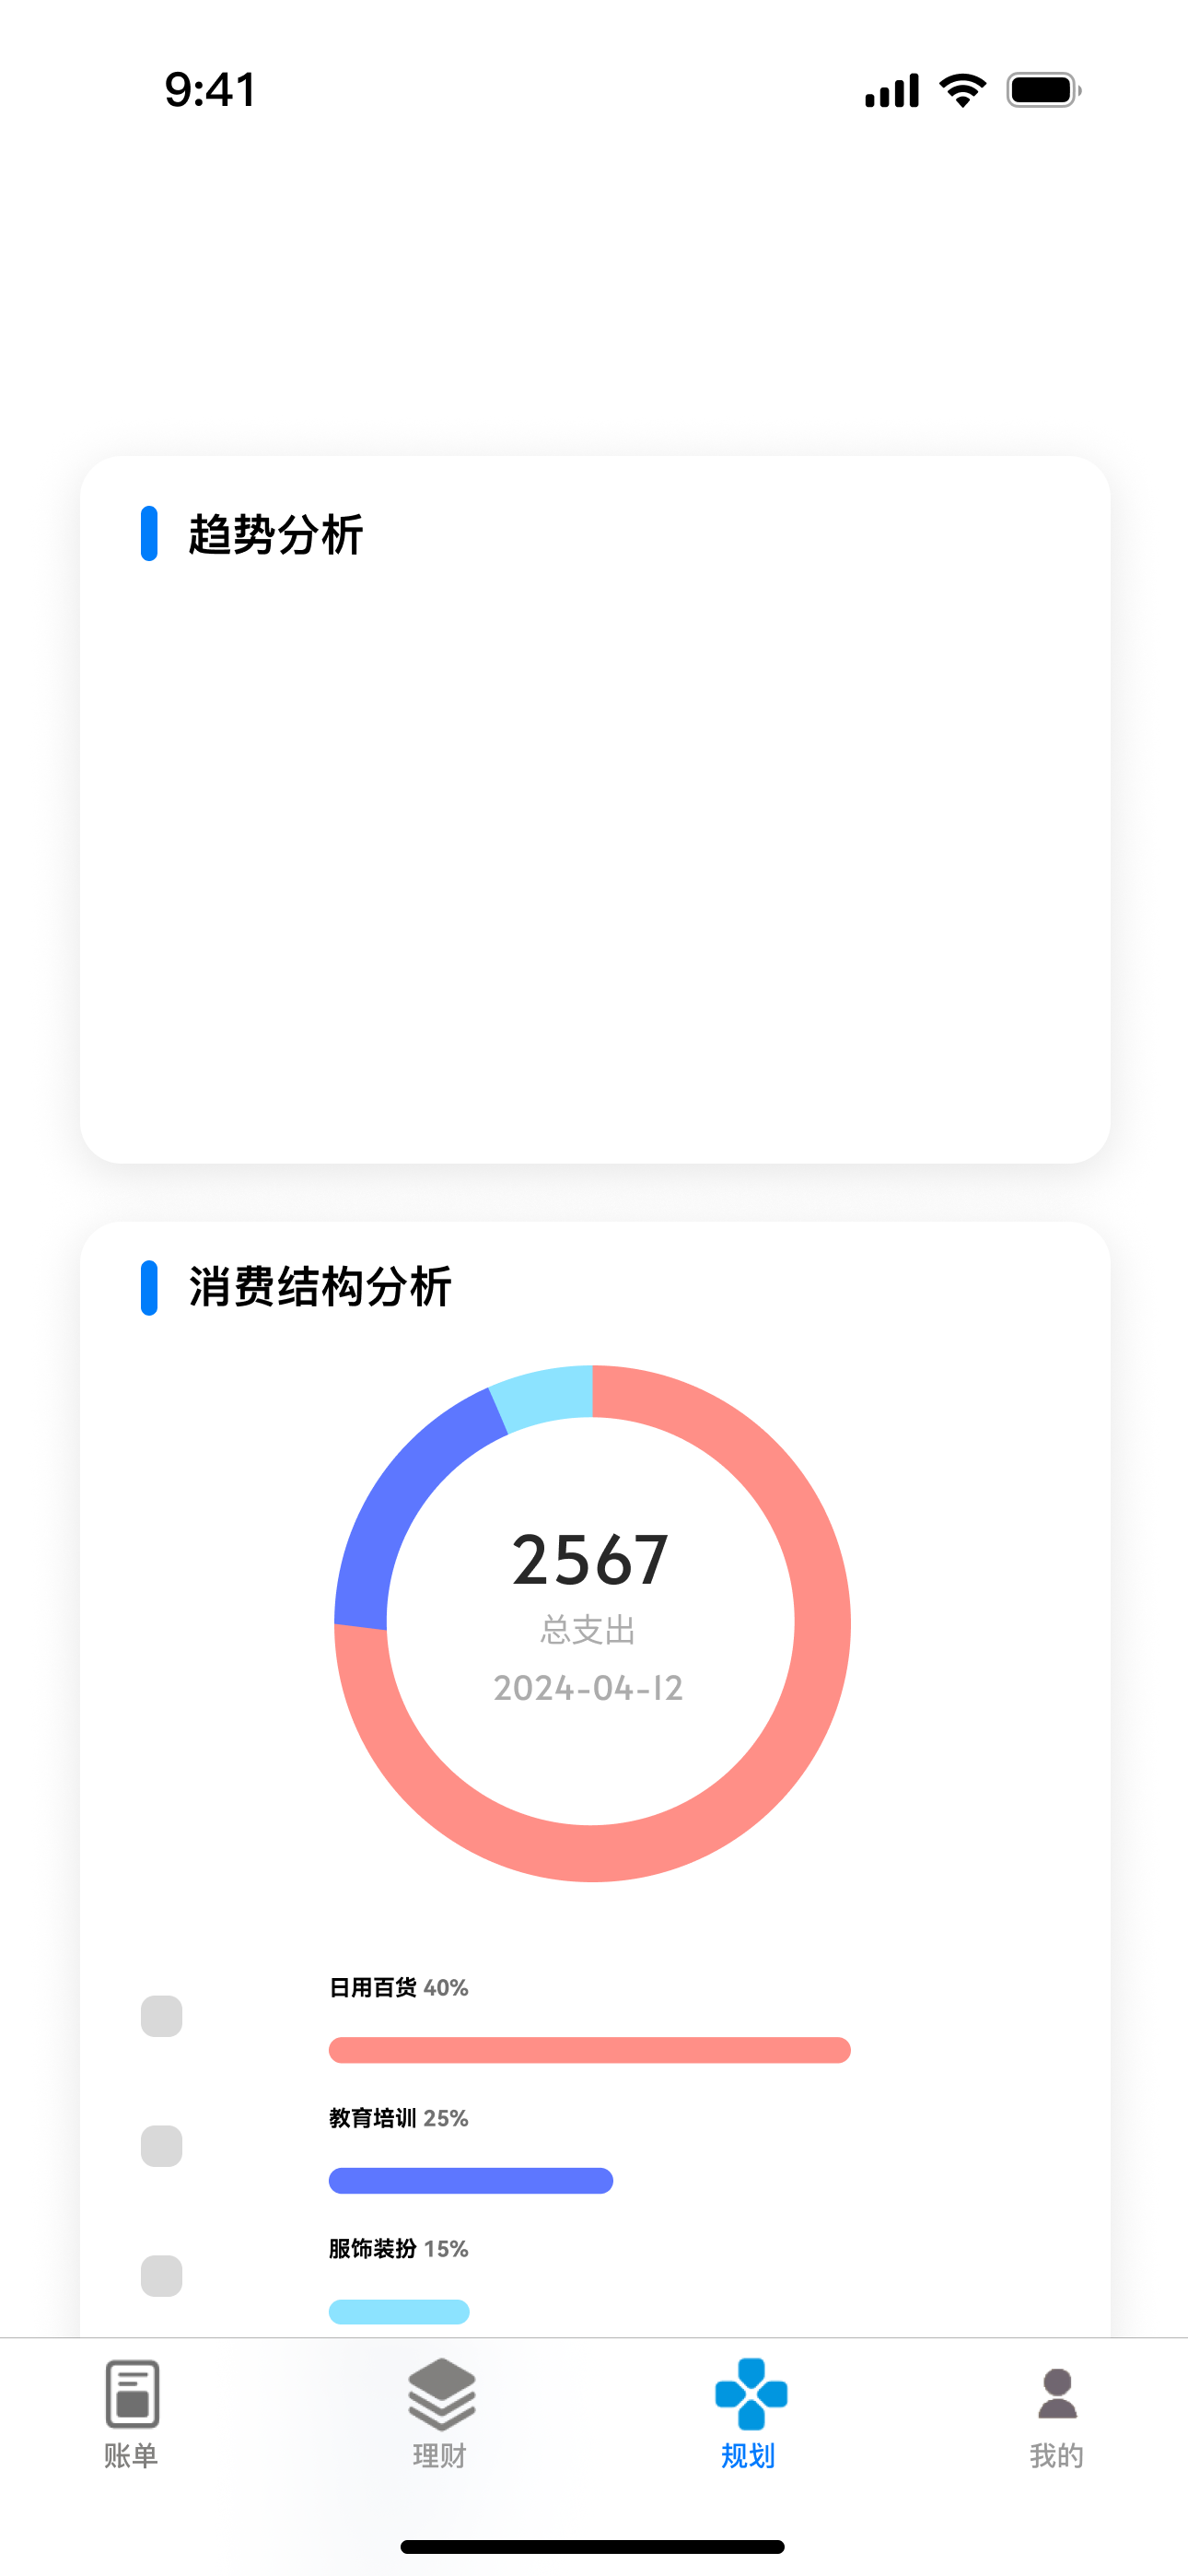 9:41
趋势分析
消费结构分析
2567
总支出
2024-04-12
日用百货 40%
教育培训 25%
服饰装扮 15%
账单 理财 规划 我的